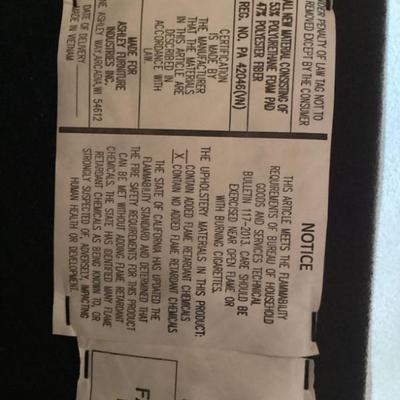 UNDER PENALTY OF LAW TAG NOT TO
REMOVED EXCEPT BY THE CONSUMER
ALL NEW MATERIAL CONSISTING OF
53% POLYURETHANE FOAM PAD
47% POLYESTER FIBER
REG. NO. PA 42046(VN)
CERTIFICATION
IS MADE BY
THE MANUFACTURER
THAT THE MATERIALS
IN ARTICLE ARE
DESCRIBED IN
ACCORDANCE WITH
LAW.
MADE FOR
ASHLEY FURNITURE
INDUSTRIES INC.
ONE ASHLEY WAY, ARCADIA, WI 54612
DATE OF DELIVERY
MADE IN VIETNAM
NOTICE
THIS ARTICLE MEETS THE FLAMMABILITY
REQUIREMENTS OF BUREAU OF HOUSEHOLD
GOODS AND SERVICES TECHNICAL
BULLETIN 117-2013. CARE SHOULD BE
EXERCISED NEAR OPEN FLAME OR
WITH BURNING CIGARETTES.
THE UPHOLSTERY MATERIALS IN THIS PRODUCT:
CONTAIN ADDED FLAME RETARDANT CHEMICALS
X CONTAIN NO ADDED FLAME RETARDANT CHEMICALS
THE STATE OF CALIFORNIA HAS UPDATED THE
FLAMMABILITY STANDARD AND DETERMINED THAT
THE FIRE SAFETY REQUIREMENTS FOR THIS PRODUCT
CAN BE MET WITHOUT ADDING FLAME RETARDANT
CHEMICALS. THE STATE HAS IDENTIFIED MANY FLAME
RETARDANT CHEMICALS AS BEING KNOWN TO, OR
STRONGLY SUSPECTED OF, ADVERSELY IMPACTING
HUMAN HEALTH OR DEVELOPMENT.